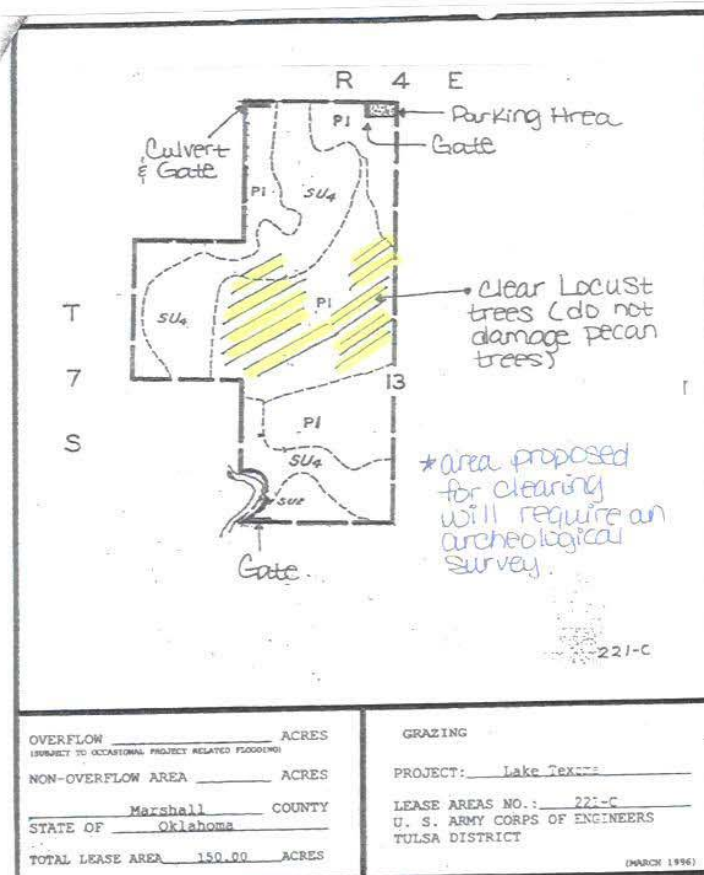 R 4 E
Culvert
& Gate
P1
Parking Area
Gate
P1
SU4
SU4
P1
clear Locust
trees (do not
damage pecan
trees)
T
7
S
13
P1
SU4
SU2
Gate
*area proposed
for clearing
will require an
archeological
survey.
221-C
OVERFLOW ACRES
(SUBJECT TO OCCASIONAL PROJECT RELATED FLOODING)
NON-OVERFLOW AREA ACRES
Marshall COUNTY
STATE OF Oklahoma
TOTAL LEASE AREA 150.00 ACRES
GRAZING
PROJECT: Lake Texoma
LEASE AREAS NO.: 221-C
U. S. ARMY CORPS OF ENGINEERS
TULSA DISTRICT
(MARCH 1996)